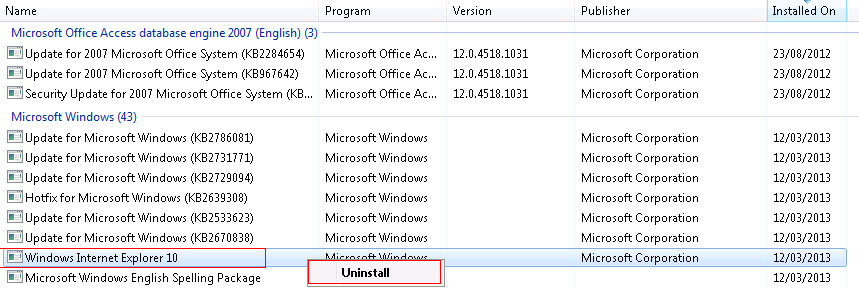 Name Program Version Publisher Installed On
Microsoft Office Access database engine 2007 (English) (3)
Update for 2007 Microsoft Office System (KB2284654) Microsoft Office Ac... 12.0.4518.1031 Microsoft Corporation 23/08/2012
Update for 2007 Microsoft Office System (KB967642) Microsoft Office Ac... 12.0.4518.1031 Microsoft Corporation 23/08/2012
Security Update for 2007 Microsoft Office System (KB... Microsoft Office Ac... 12.0.4518.1031 Microsoft Corporation 23/08/2012
Microsoft Windows (43)
Update for Microsoft Windows (KB2786081) Microsoft Windows Microsoft Corporation 12/03/2013
Update for Microsoft Windows (KB2731771) Microsoft Windows Microsoft Corporation 12/03/2013
Update for Microsoft Windows (KB2729094) Microsoft Windows Microsoft Corporation 12/03/2013
Hotfix for Microsoft Windows (KB2639308) Microsoft Windows Microsoft Corporation 12/03/2013
Update for Microsoft Windows (KB2533623) Microsoft Windows Microsoft Corporation 12/03/2013
Update for Microsoft Windows (KB2670838) Microsoft Windows Microsoft Corporation 12/03/2013
Windows Internet Explorer 10 Microsoft Windows Microsoft Corporation 12/03/2013
Uninstall
Microsoft Windows English Spelling Package Microsoft Corporation 12/03/2013